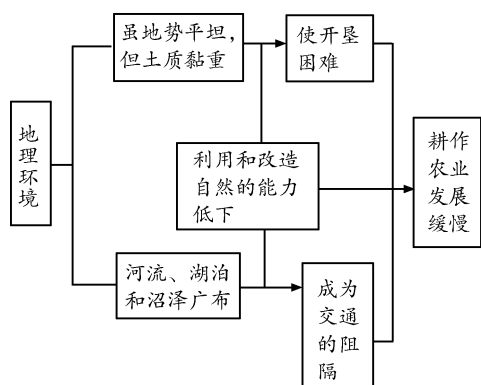 地
理
环
境
虽地势平坦，
但土质黏重
使开垦
困难
利用和改造
自然的能力
低下
河流、湖泊
和沼泽广布
成为
交通
的阻
隔
耕作
农业
发展
缓慢